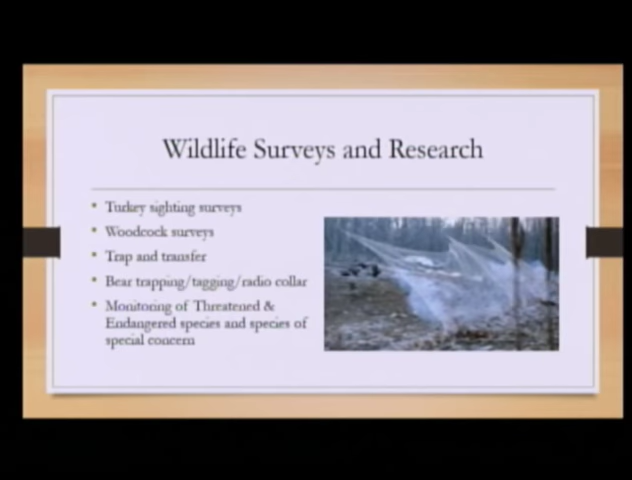 Wildlife Surveys and Research
• Turkey sighting surveys
• Woodcock surveys
• Trap and transfer
• Bear trapping/tagging/radio collar
• Monitoring of Threatened &
Endangered species and species of
special concern